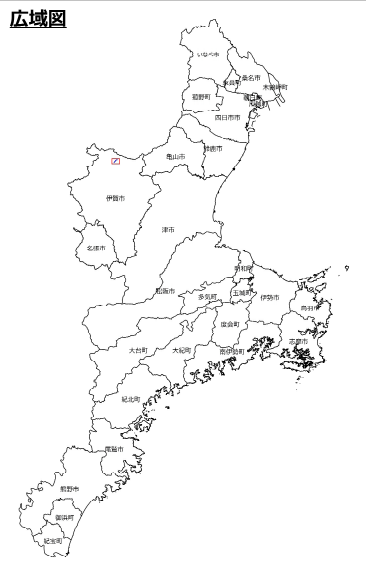 広域図
いなべ市
東員町
桑名市
木曽岬町
菰野町
朝日町
川越町
四日市市
鈴鹿市
亀山市
伊賀市
津市
名張市
松阪市
明和町
多気町
玉城町
伊勢市
鳥羽市
度会町
志摩市
大台町
大紀町
南伊勢町
紀北町
尾鷲市
熊野市
御浜町
紀宝町